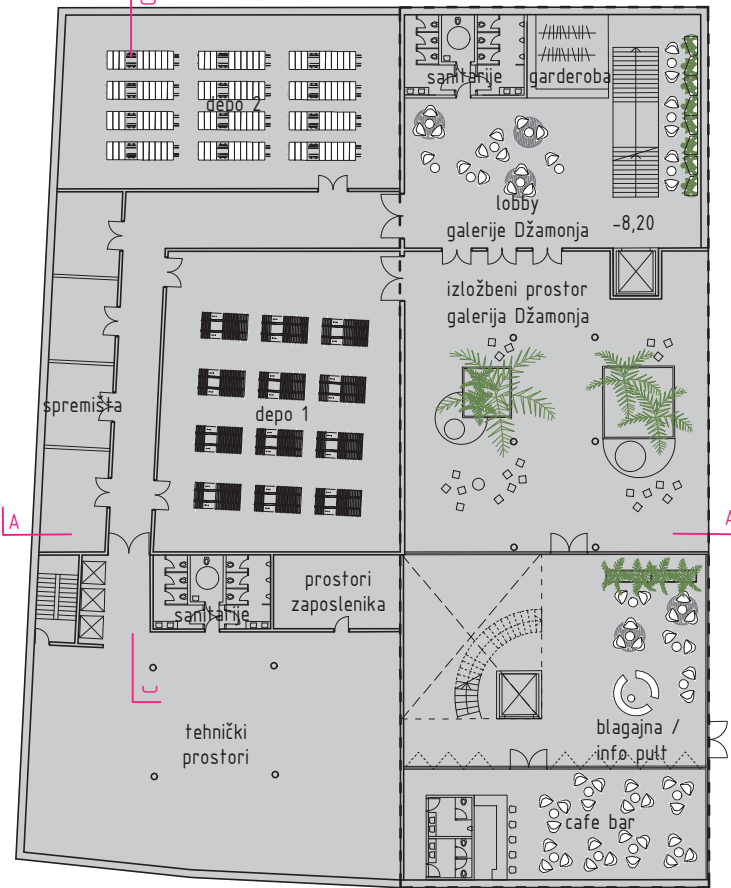 C
depo 2
sanitarije
garderoba
lobby
galerije Džamonja
-8,20
izložbeni prostor
galerija Džamonja
spremišta
depo 1
A
A
sanitarije
prostori
zaposlenika
C
tehnički
prostori
blagajna /
info pult
cafe bar